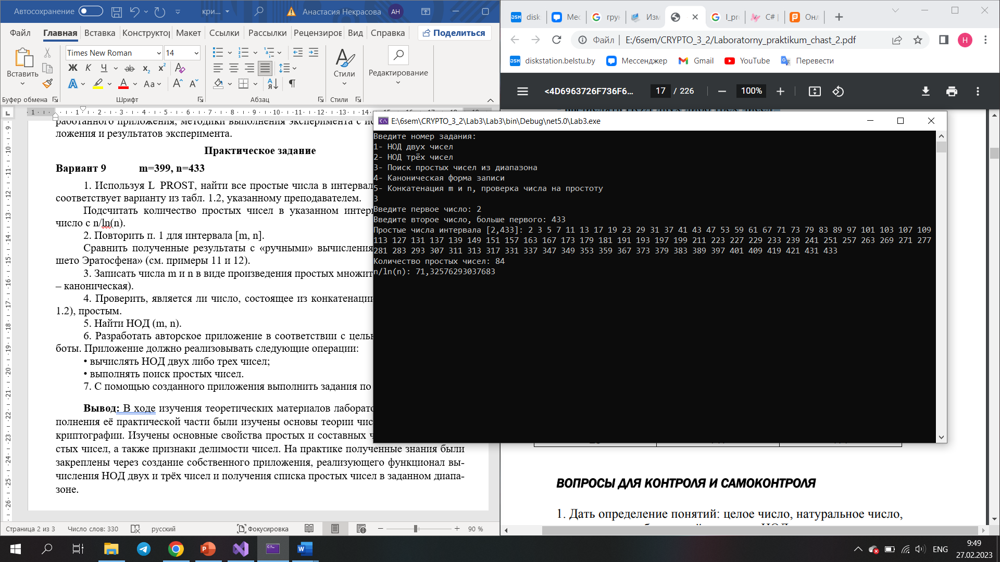 Автосохранение
кри...
Анастасия Некрасова
АН
Файл Главная Вставка Конструктор Макет Ссылки Рассылки Рецензиров Вид Справка Поделиться
Times New Roman 14
Вставить
Ж К Ч ab x₂ x²
Стили
Редактирование
Буфер обмена Шрифт Абзац Стили
работанного приложения, методики выполнения эксперимента с ис
ложения и результатов эксперимента.
Практическое задание
Вариант 9 m=399, n=433
1. Используя L_PROST, найти все простые числа в интервал
соответствует варианту из табл. 1.2, указанному преподавателем.
Подсчитать количество простых чисел в указанном интер
число с n/ln(n).
2. Повторить п. 1 для интервала [m, n].
Сравнить полученные результаты с «ручными» вычисления
шето Эратосфена» (см. примеры 11 и 12).
3. Записать числа m и n в виде произведения простых множит
– каноническая).
4. Проверить, является ли число, состоящее из конкатенации
1.2), простым.
5. Найти НОД (m, n).
6. Разработать авторское приложение в соответствии с цель
боты. Приложение должно реализовывать следующие операции:
• вычислять НОД двух либо трех чисел;
• выполнять поиск простых чисел.
7. С помощью созданного приложения выполнить задания по
Вывод: В ходе изучения теоретических материалов лаборато
полнения её практической части были изучены основы теории чис
криптографии. Изучены основные свойства простых и составных ч
стых чисел, а также признаки делимости чисел. На практике полученные знания были
закреплены через создание собственного приложения, реализующего функционал вы-
числения НОД двух и трёх чисел и получения списка простых чисел в заданном диапа-
зоне.
Страница 2 из 3 Число слов: 330 русский Фокусировка 90 %
disk Мес гру Изм I_pr C# Онл
Файл E:/6sem/CRYPTO_3_2/Laboratorny_praktikum_chast_2.pdf
Н
diskstation.belstu.by Мессенджер Gmail YouTube Перевести
<4D6963726F736F6... 17 / 226 100%
E:\6sem\CRYPTO_3_2\Lab3\Lab3\bin\Debug\net5.0\Lab3.exe
Введите номер задания:
1- НОД двух чисел
2- НОД трёх чисел
3- Поиск простых чисел из диапазона
4- Каноническая форма записи
5- Конкатенация m и n, проверка числа на простоту
3
Введите первое число: 2
Введите второе число, больше первого: 433
Простые числа интервала [2,433]: 2 3 5 7 11 13 17 19 23 29 31 37 41 43 47 53 59 61 67 71 73 79 83 89 97 101 103 107 109
113 127 131 137 139 149 151 157 163 167 173 179 181 191 193 197 199 211 223 227 229 233 239 241 251 257 263 269 271 277
281 283 293 307 311 313 317 331 337 347 349 353 359 367 373 379 383 389 397 401 409 419 421 431 433
Количество простых чисел: 84
n/ln(n): 71,32576293037683
ВОПРОСЫ ДЛЯ КОНТРОЛЯ И САМОКОНТРОЛЯ
1. Дать определение понятий: целое число, натуральное число,
ENG
9:49
27.02.2023